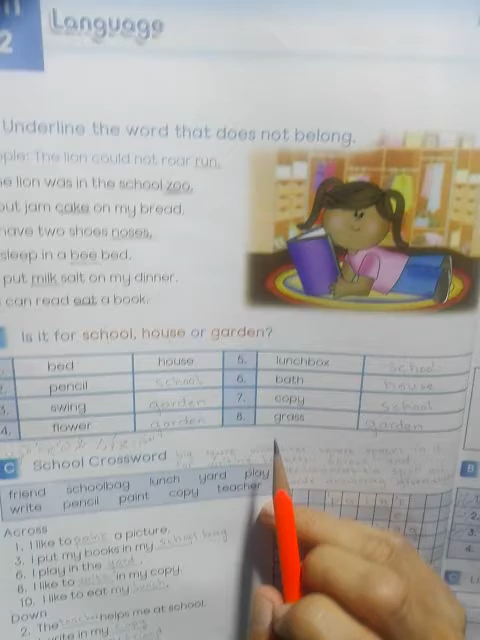 2
Language
Underline the word that does not belong.
ple: The lion could not roar run.
e lion was in the school zoo.
put jam cake on my bread.
have two shoes noses.
sleep in a bee bed.
put milk salt on my dinner.
can read eat a book.
Is it for school, house or garden?
bed house 5. lunchbox school
pencil school 6. bath house
3. swing garden 7. copy school
4. flower garden 8. grass garden
C School Crossword
friend schoolbag lunch yard play
write pencil paint copy teacher
Across
1. I like to paint a picture.
3. I put my books in my school bag
6. I play in the yard.
8. I like to write in my copy.
10. I like to eat my lunch.
Down
2. The teacher helps me at school.
write in my copy
B
2.
3.
4.
C